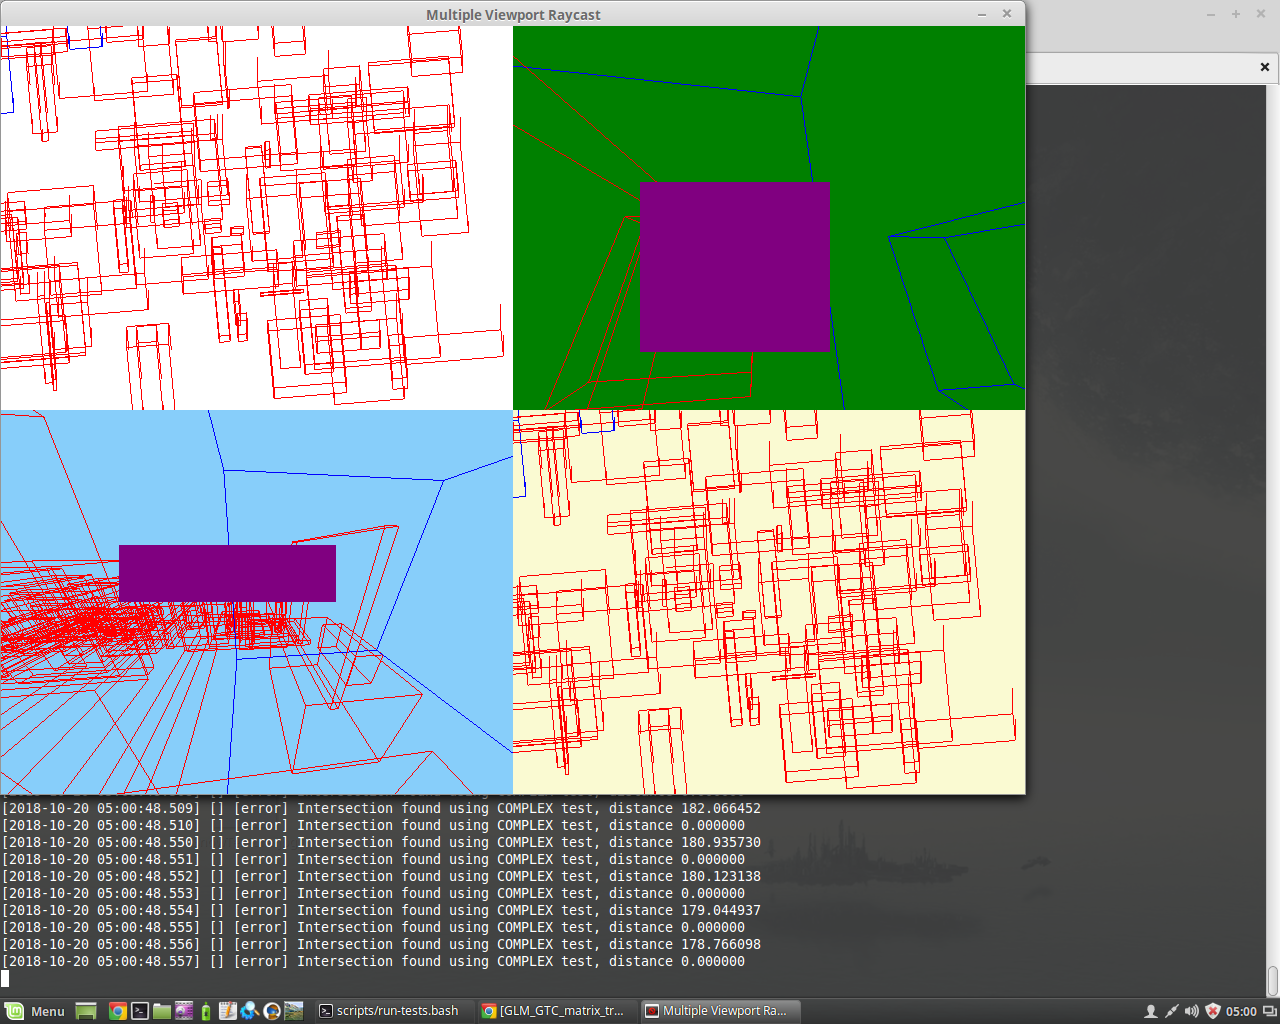 Multiple Viewport Raycast
[2018-10-20 05:00:48.509] [] [error] Intersection found using COMPLEX test, distance 182.066452
[2018-10-20 05:00:48.510] [] [error] Intersection found using COMPLEX test, distance 0.000000
[2018-10-20 05:00:48.550] [] [error] Intersection found using COMPLEX test, distance 180.935730
[2018-10-20 05:00:48.551] [] [error] Intersection found using COMPLEX test, distance 0.000000
[2018-10-20 05:00:48.552] [] [error] Intersection found using COMPLEX test, distance 180.123138
[2018-10-20 05:00:48.553] [] [error] Intersection found using COMPLEX test, distance 0.000000
[2018-10-20 05:00:48.554] [] [error] Intersection found using COMPLEX test, distance 179.044937
[2018-10-20 05:00:48.555] [] [error] Intersection found using COMPLEX test, distance 0.000000
[2018-10-20 05:00:48.556] [] [error] Intersection found using COMPLEX test, distance 178.766098
[2018-10-20 05:00:48.557] [] [error] Intersection found using COMPLEX test, distance 0.000000
Menu scripts/run-tests.bash [GLM_GTC_matrix_tr... Multiple Viewport Ra... 05:00